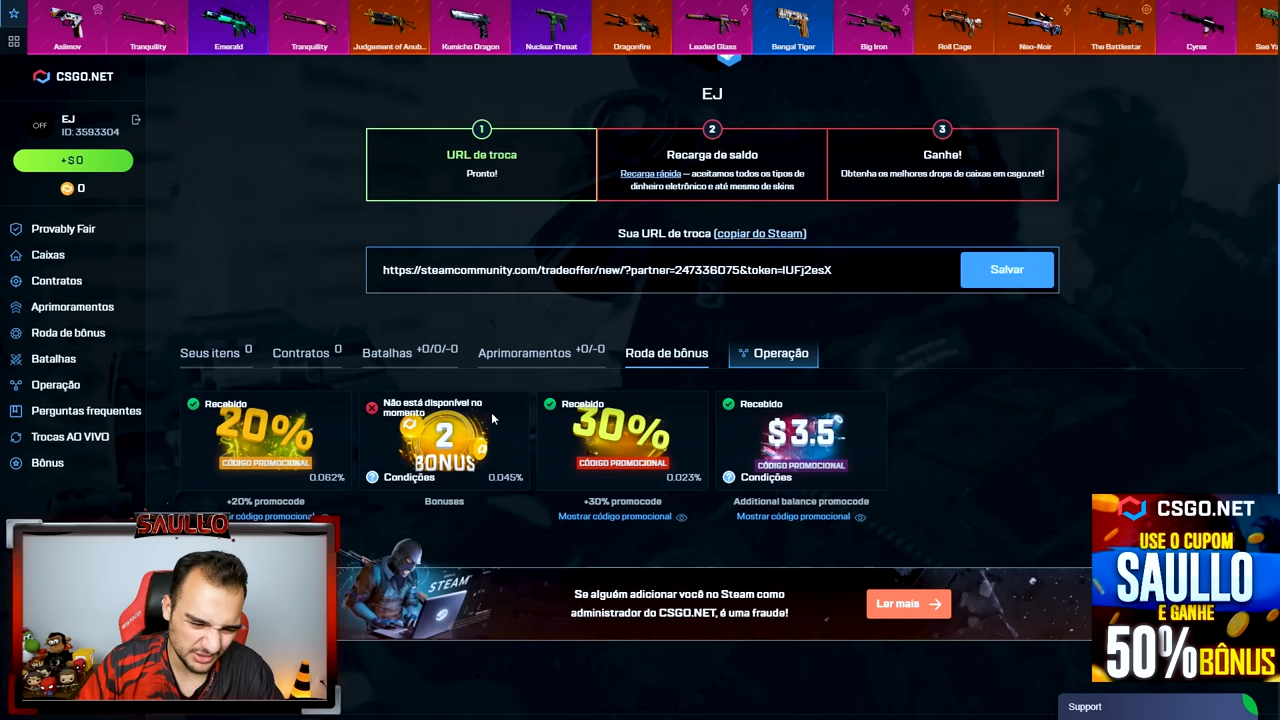 Asiimov
Tranquility
Emerald
Tranquility
Judgement of Anub...
Kumicho Dragon
Nuclear Threat
Dragonfire
Leaded Glass
Bengal Tiger
Big Iron
Roll Cage
Neo-Noir
The Battlestar
Cyrex
See Ya
CSGO.NET
OFF
EJ
ID: 3593304
+$0
0
Provably Fair
Caixas
Contratos
Aprimoramentos
Roda de bônus
Batalhas
Operação
Perguntas frequentes
Trocas AO VIVO
Bônus
EJ
1
URL de troca
Pronto!
2
Recarga de saldo
Recarga rápida — aceitamos todos os tipos de
dinheiro eletrônico e até mesmo de skins
3
Ganhe!
Obtenha os melhores drops de caixas em csgo.net!
Sua URL de troca (copiar do Steam)
https://steamcommunity.com/tradeoffer/new/?partner=247336075&token=IUFj2esX
Salvar
Seus itens 0
Contratos 0
Batalhas +0/0/-0
Aprimoramentos +0/-0
Roda de bônus
Operação
Recebido
20%
CÓDIGO PROMOCIONAL
0.062%
+20% promocode
r código promocional
Não está disponível no
momento
2
BONUS
Condições
0.045%
Bonuses
Recebido
30%
CÓDIGO PROMOCIONAL
0.023%
+30% promocode
Mostrar código promocional
Recebido
$3.5
CÓDIGO PROMOCIONAL
Condições
Additional balance promocode
Mostrar código promocional
STEAM
Se alguém adicionar você no Steam como
administrador do CSGO.NET, é uma fraude!
Ler mais
SAULLO
CSGO.NET
USE O CUPOM
SAULLO
E GANHE
50% BÔNUS
Support